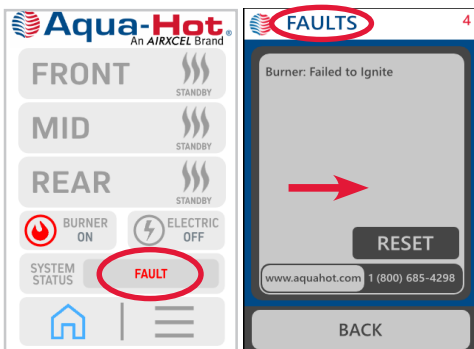 Aqua-Hot®
An AIRXCEL Brand
FRONT
STANDBY
MID
STANDBY
REAR
STANDBY
BURNER
ON
ELECTRIC
OFF
SYSTEM
STATUS
FAULT
FAULTS
4
Burner: Failed to Ignite
RESET
www.aquahot.com 1 (800) 685-4298
BACK